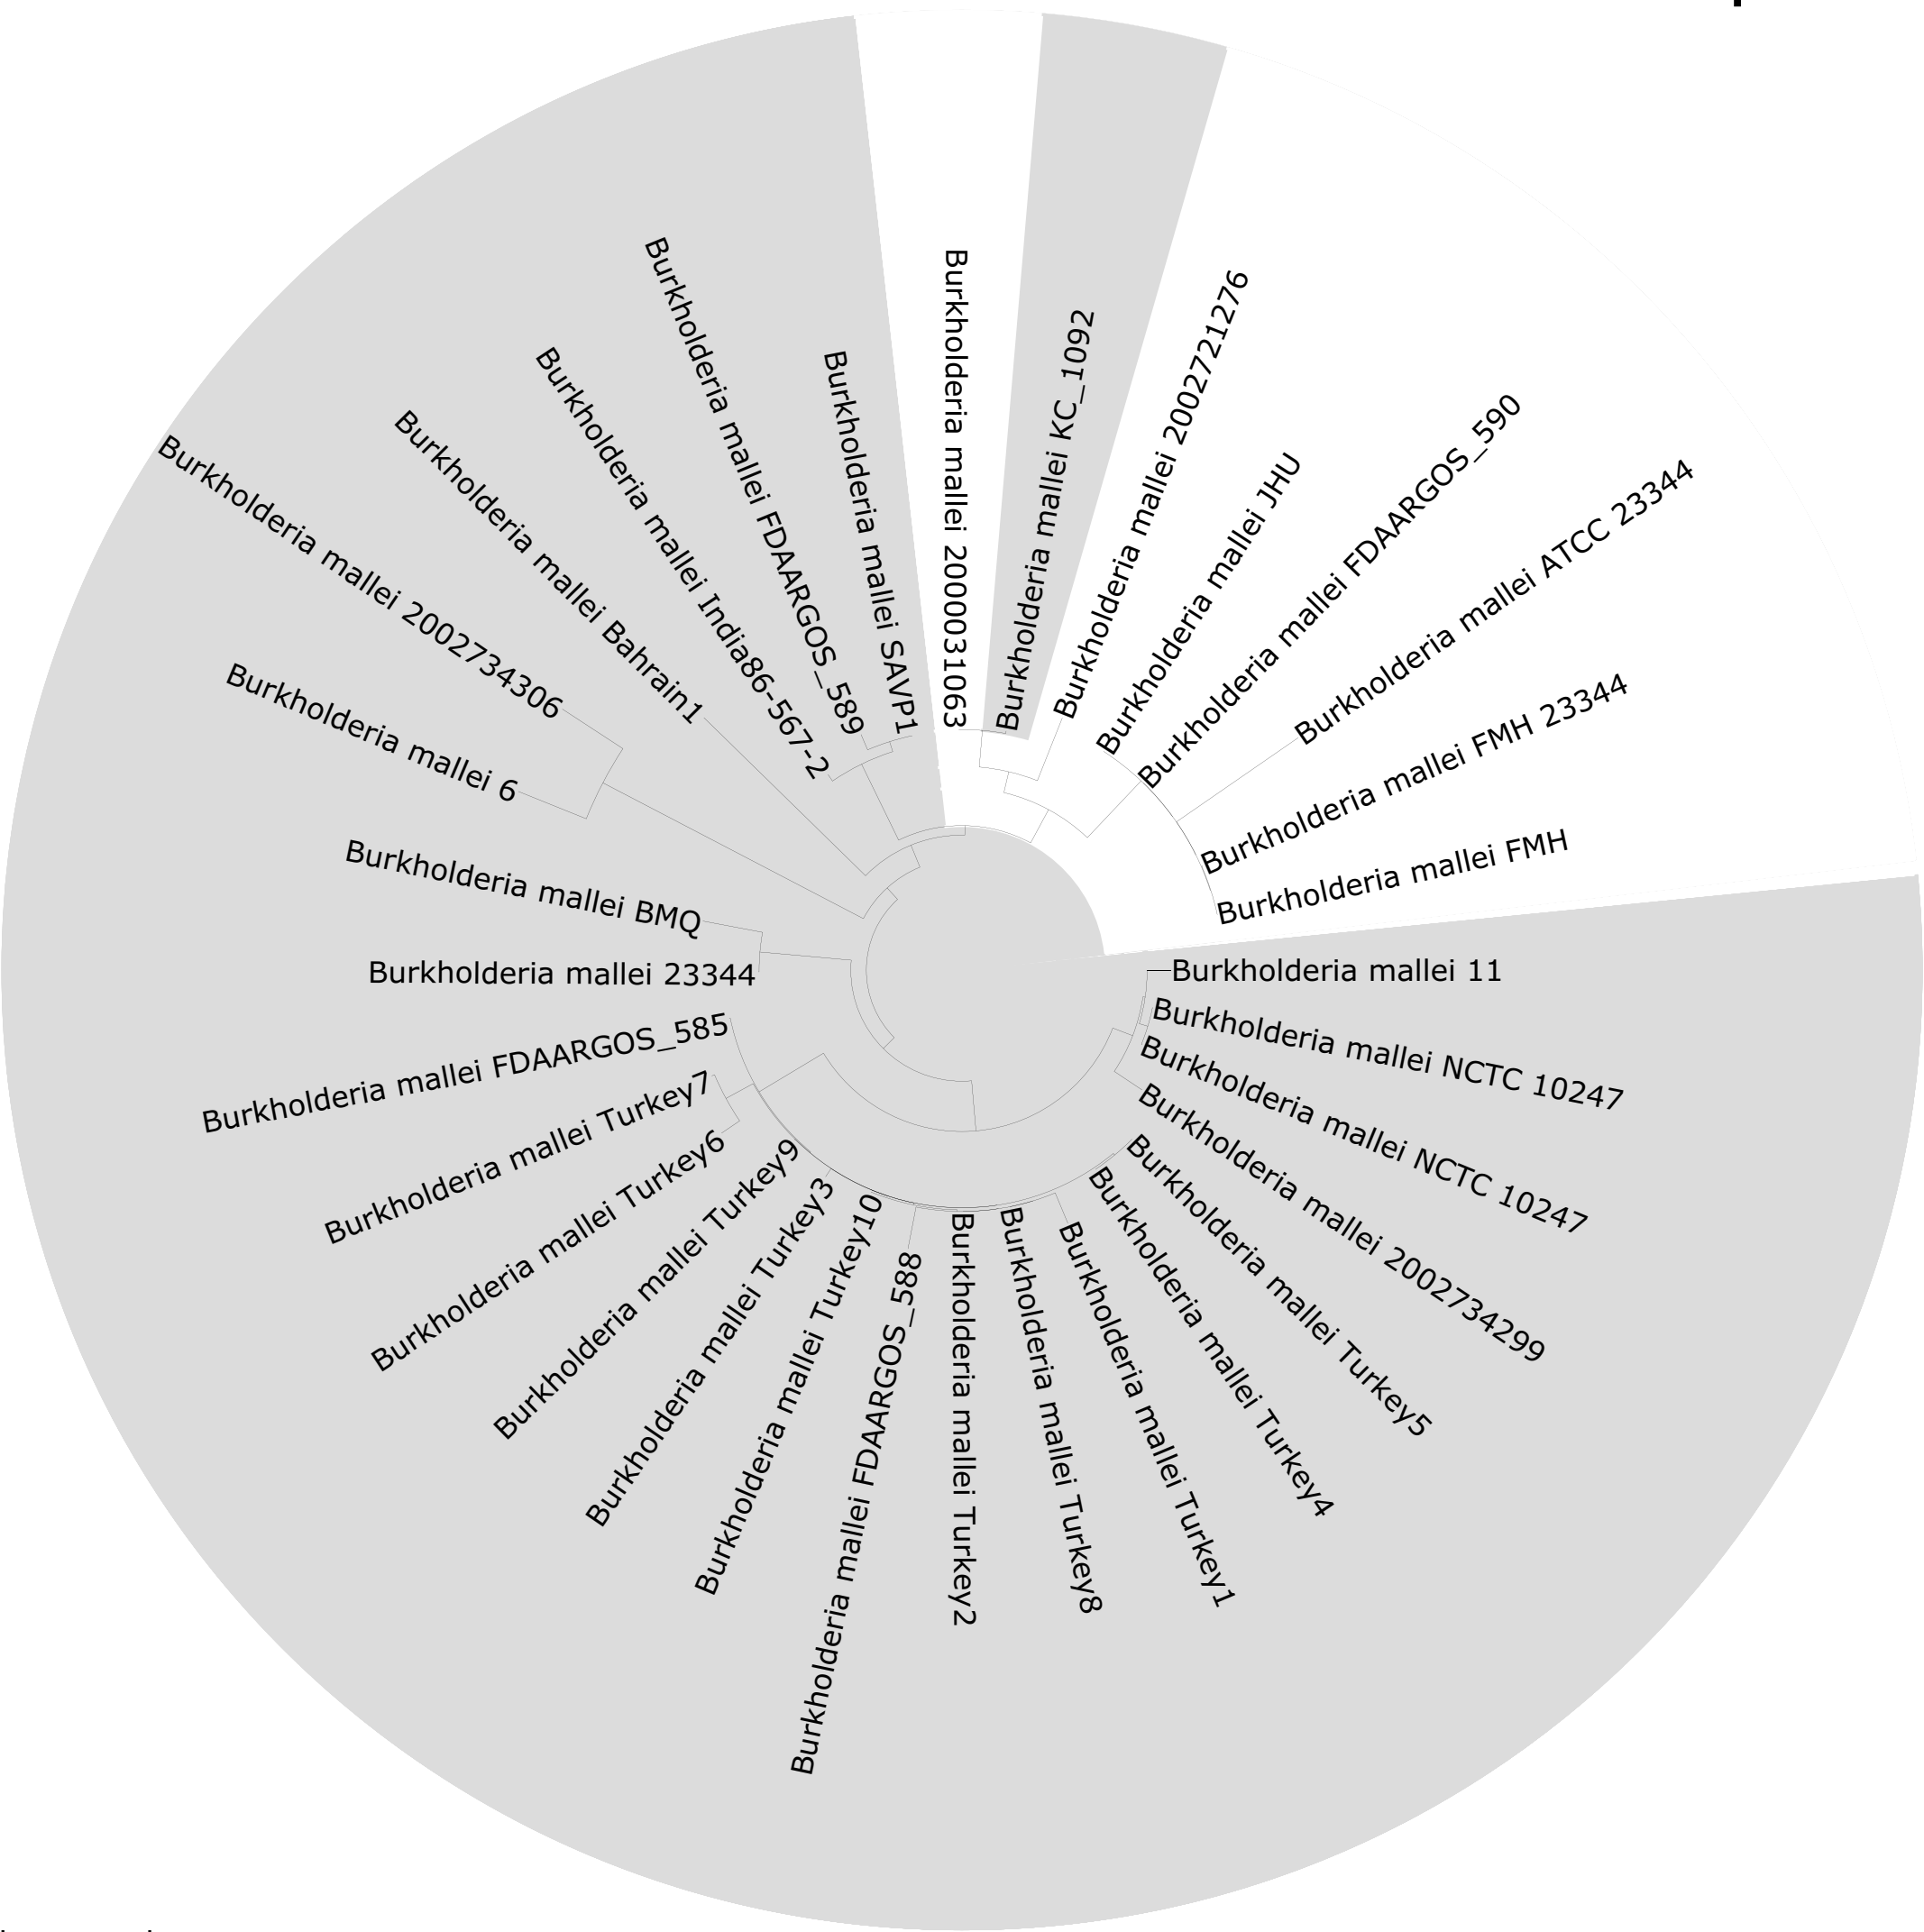 Burkholderia mallei 2000031063
Burkholderia mallei KC_1092
Burkholderia mallei 2002721276
Burkholderia mallei JHU
Burkholderia mallei FDAARGOS_590
Burkholderia mallei ATCC 23344
Burkholderia mallei FMH 23344
Burkholderia mallei FMH
Burkholderia mallei 11
Burkholderia mallei NCTC 10247
Burkholderia mallei NCTC 10247
Burkholderia mallei 2002734299
Burkholderia mallei Turkey5
Burkholderia mallei Turkey4
Burkholderia mallei Turkey1
Burkholderia mallei Turkey8
Burkholderia mallei Turkey2
Burkholderia mallei FDAARGOS_588
Burkholderia mallei Turkey10
Burkholderia mallei Turkey3
Burkholderia mallei Turkey9
Burkholderia mallei Turkey6
Burkholderia mallei Turkey7
Burkholderia mallei FDAARGOS_585
Burkholderia mallei 23344
Burkholderia mallei BMQ
Burkholderia mallei 6
Burkholderia mallei 2002734306
Burkholderia mallei Bahrain1
Burkholderia mallei India86-567-2
Burkholderia mallei FDAARGOS_589
Burkholderia mallei SAVP1